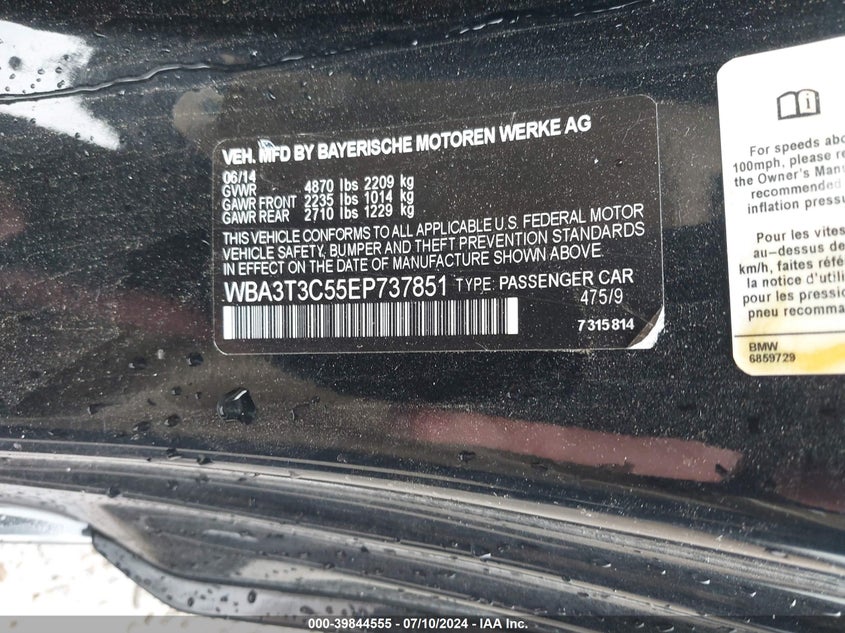 VEH. MFD BY BAYERISCHE MOTOREN WERKE AG
06/14
GVWR 4870 lbs 2209 kg
GAWR FRONT 2235 lbs 1014 kg
GAWR REAR 2710 lbs 1229 kg
THIS VEHICLE CONFORMS TO ALL APPLICABLE U.S. FEDERAL MOTOR
VEHICLE SAFETY, BUMPER AND THEFT PREVENTION STANDARDS
IN EFFECT ON THE DATE OF MANUFACTURE SHOWN ABOVE.
WBA3T3C55EP737851 TYPE: PASSENGER CAR
475/9
7315814
For speeds abo
100mph, please re
the Owner's Manu
recommended
inflation pressu
Pour les vites
au-dessus de
km/h, faites réfé
la notice d'utili
pour les pression
pneu recomma
BMW
6859729
000-39844555 / 07/10/2024 - IAA Inc.